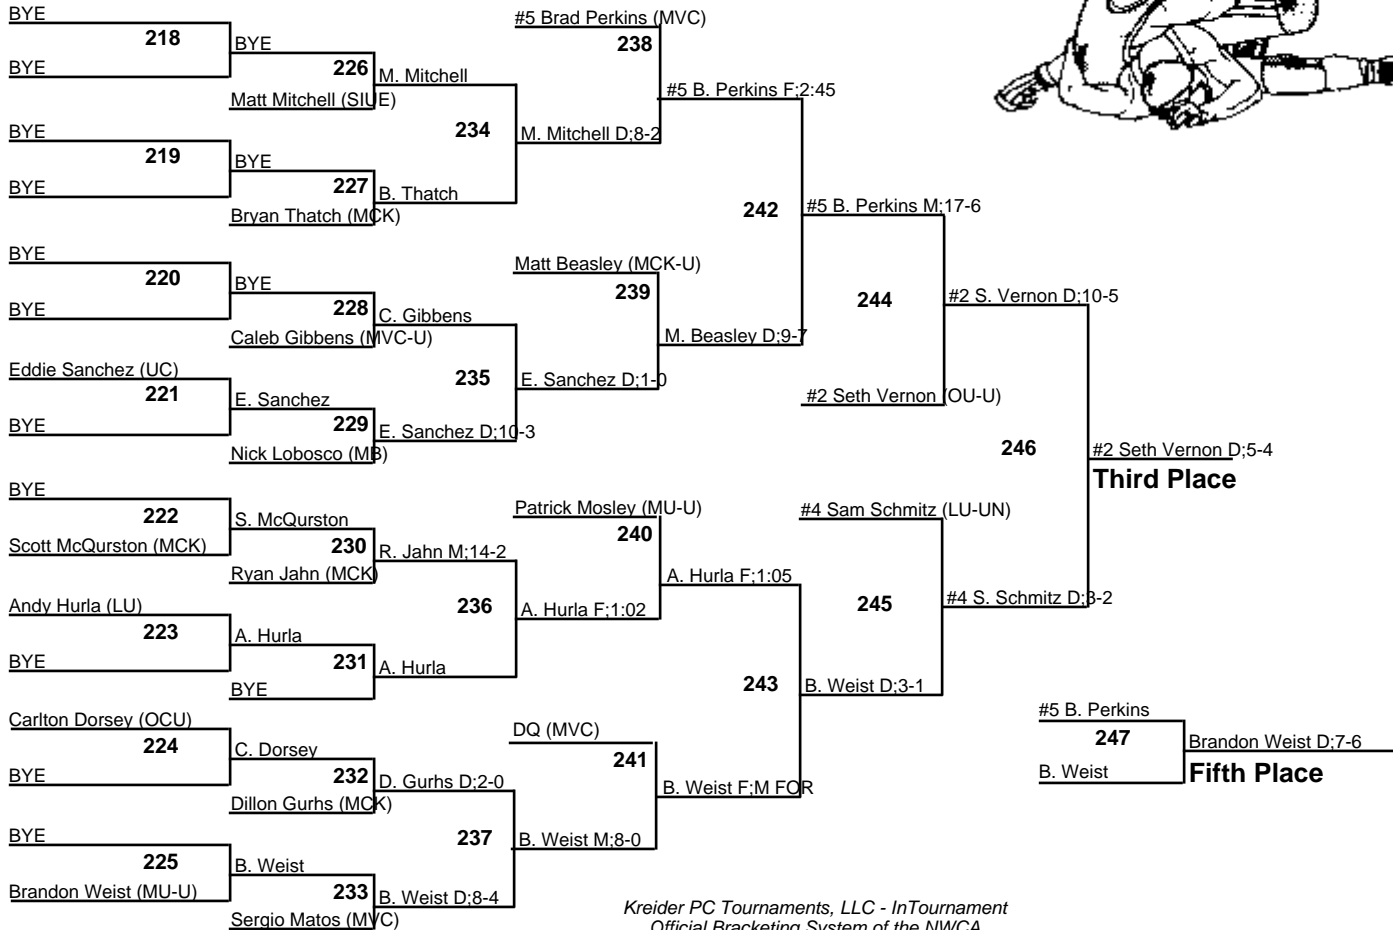 BYE
218
BYE
BYE
226
Matt Mitchell (SIUE)
M. Mitchell
BYE
219
BYE
BYE
227
Bryan Thatch (MCK)
B. Thatch
234
M. Mitchell D;8-2
#5 Brad Perkins (MVC)
238
#5 B. Perkins F;2:45
BYE
220
BYE
BYE
228
Caleb Gibbens (MVC-U)
C. Gibbens
Eddie Sanchez (UC)
221
BYE
E. Sanchez
229
Nick Lobosco (MB)
E. Sanchez D;10-3
235
E. Sanchez D;1-0
Matt Beasley (MCK-U)
239
M. Beasley D;9-7
242
#5 B. Perkins M;17-6
244
#2 Seth Vernon (OU-U)
#2 S. Vernon D;10-5
BYE
222
Scott McQurston (MCK)
S. McQurston
230
Ryan Jahn (MCK)
R. Jahn M;14-2
Andy Hurla (LU)
223
BYE
A. Hurla
231
BYE
A. Hurla
236
A. Hurla F;1:02
Patrick Mosley (MU-U)
240
A. Hurla F;1:05
Carlton Dorsey (OCU)
224
BYE
C. Dorsey
232
Dillon Gurhs (MCK)
D. Gurhs D;2-0
BYE
225
Brandon Weist (MU-U)
B. Weist
233
Sergio Matos (MVC)
B. Weist D;8-4
237
B. Weist M;8-0
DQ (MVC)
241
B. Weist F;M FOR
243
B. Weist D;3-1
#4 Sam Schmitz (LU-UN)
245
#4 S. Schmitz D;3-2
246
#2 Seth Vernon D;5-4
Third Place
#5 B. Perkins
247
B. Weist
Brandon Weist D;7-6
Fifth Place
Kreider PC Tournaments, LLC - InTournament
Official Bracketing System of the NWCA